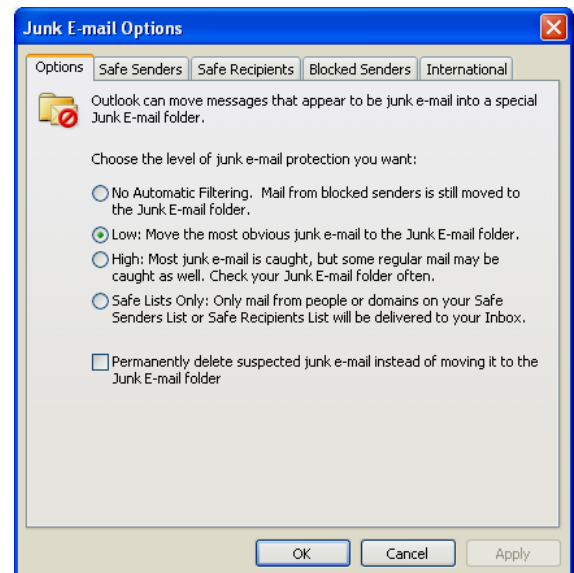 Junk E-mail Options
Options Safe Senders Safe Recipients Blocked Senders International
Outlook can move messages that appear to be junk e-mail into a special
Junk E-mail folder.
Choose the level of junk e-mail protection you want:
No Automatic Filtering. Mail from blocked senders is still moved to
the Junk E-mail folder.
Low: Move the most obvious junk e-mail to the Junk E-mail folder.
High: Most junk e-mail is caught, but some regular mail may be
caught as well. Check your Junk E-mail folder often.
Safe Lists Only: Only mail from people or domains on your Safe
Senders List or Safe Recipients List will be delivered to your Inbox.
Permanently delete suspected junk e-mail instead of moving it to the
Junk E-mail folder
OK Cancel Apply